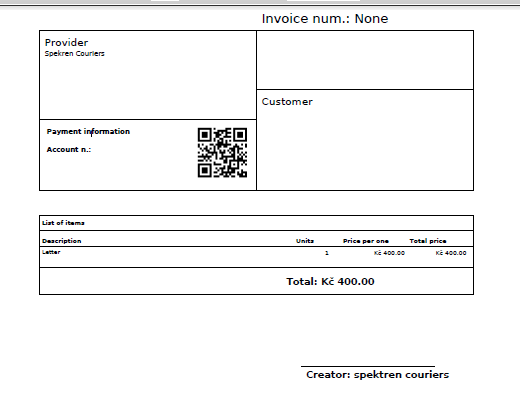 Invoice num.: None
Provider
Spekren Couriers
Customer
Payment information
Account n.:
List of items
Description Units Price per one Total price
Letter 1 Kč 400.00 Kč 400.00
Total: Kč 400.00
Creator: spektren couriers